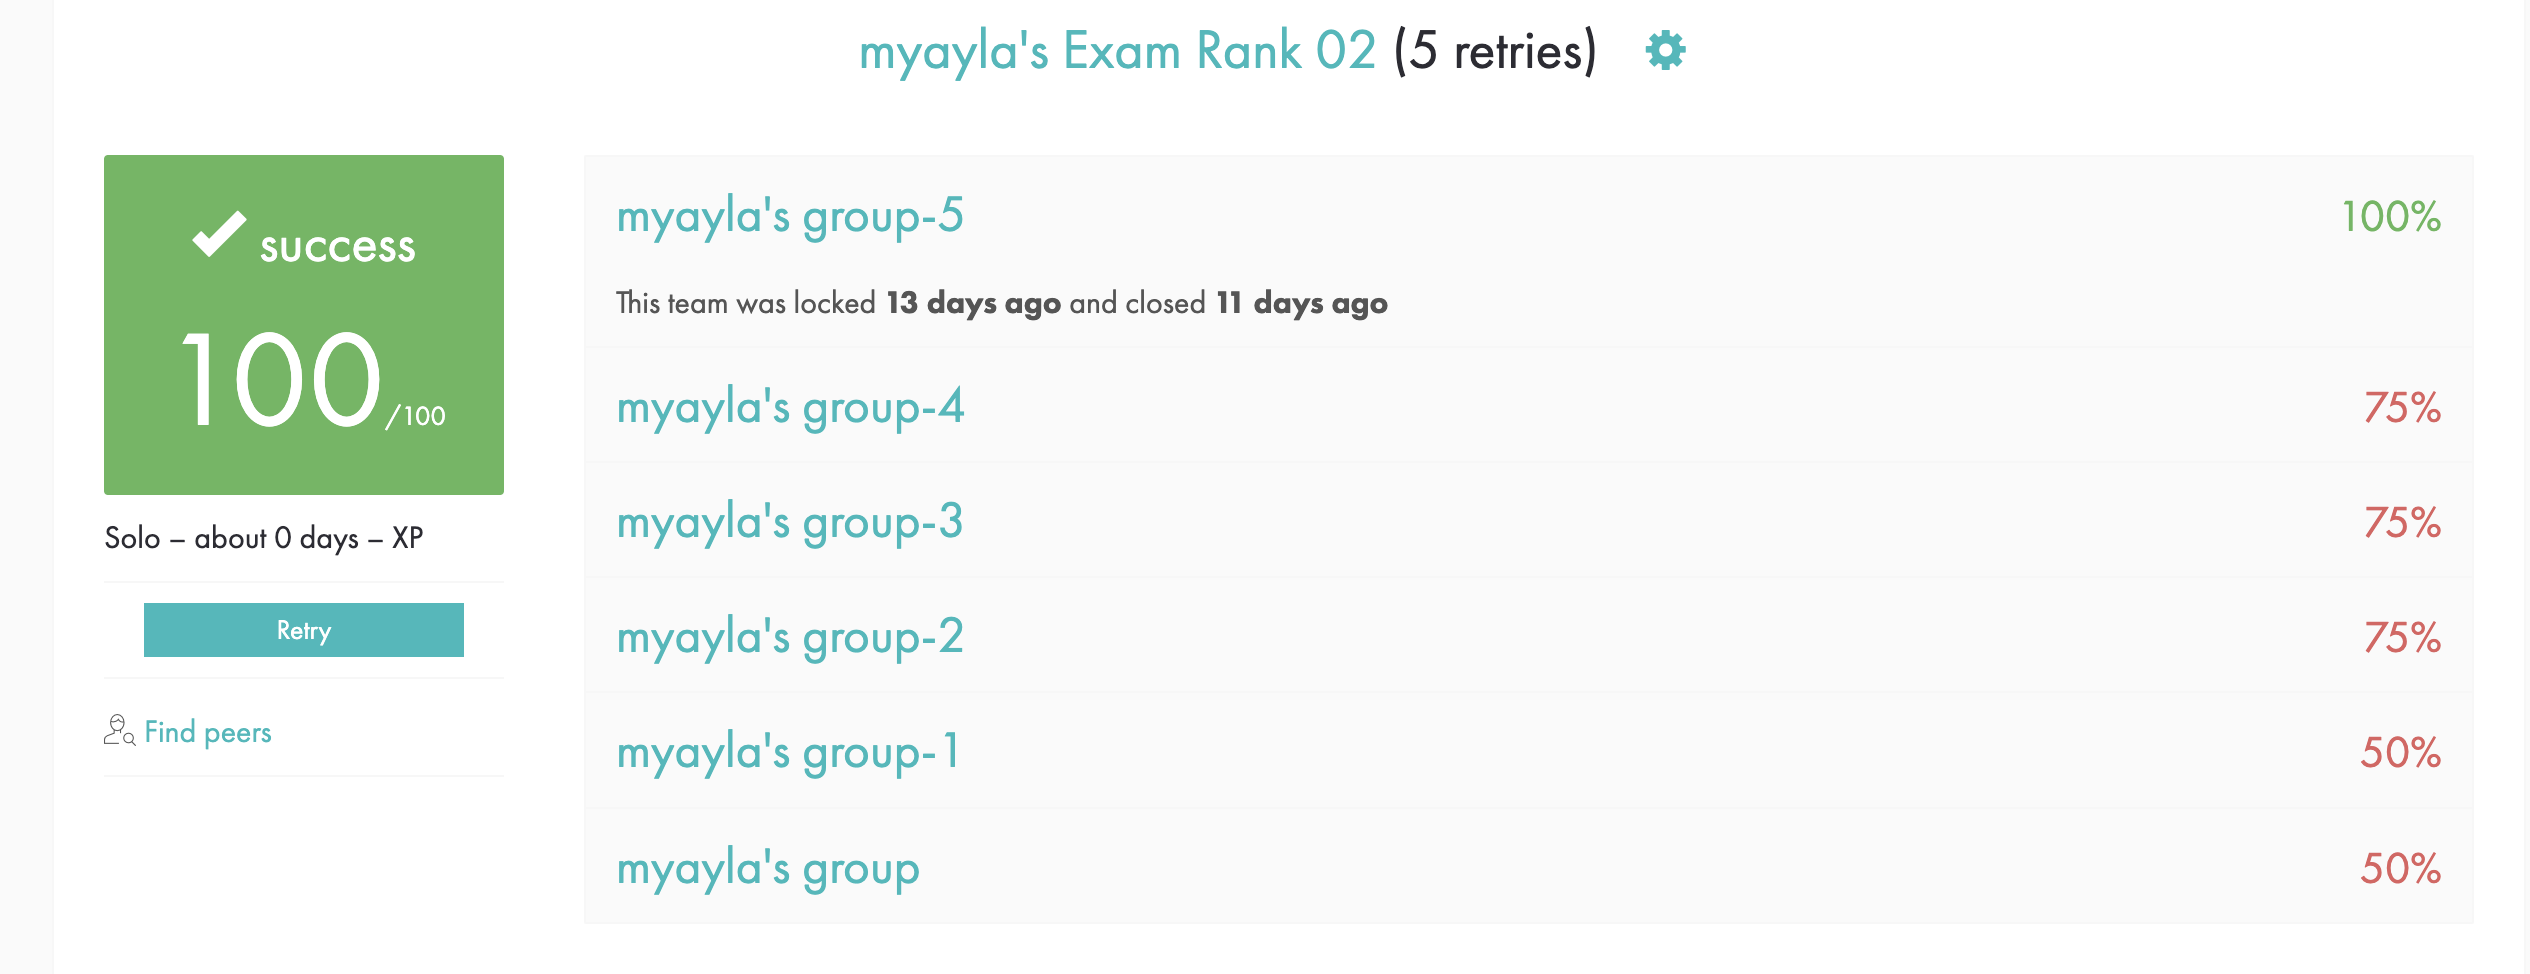 myayla's Exam Rank 02 (5 retries)
success
100/100
Solo – about 0 days – XP
Retry
Find peers
myayla's group-5 100%
This team was locked 13 days ago and closed 11 days ago
myayla's group-4 75%
myayla's group-3 75%
myayla's group-2 75%
myayla's group-1 50%
myayla's group 50%